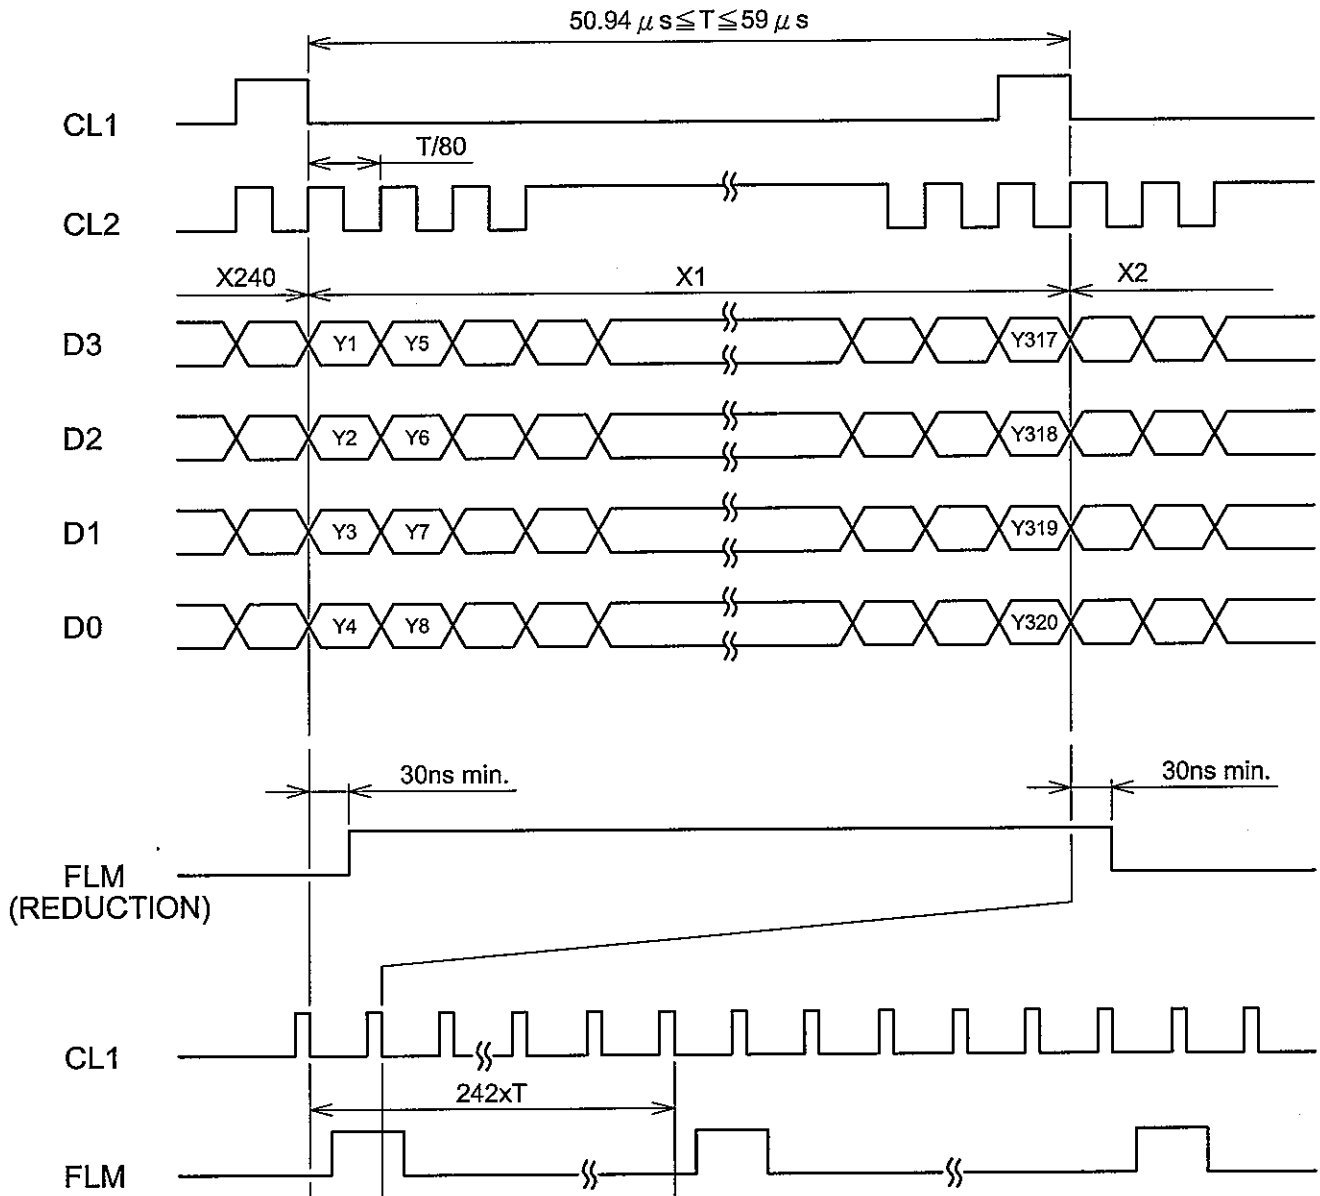 50.94 μs≦T≦59 μs
CL1
T/80
CL2
X240 X1 X2
D3 Y1 Y5 Y317
D2 Y2 Y6 Y318
D1 Y3 Y7 Y319
D0 Y4 Y8 Y320
30ns min. 30ns min.
FLM
(REDUCTION)
CL1
242xT
FLM